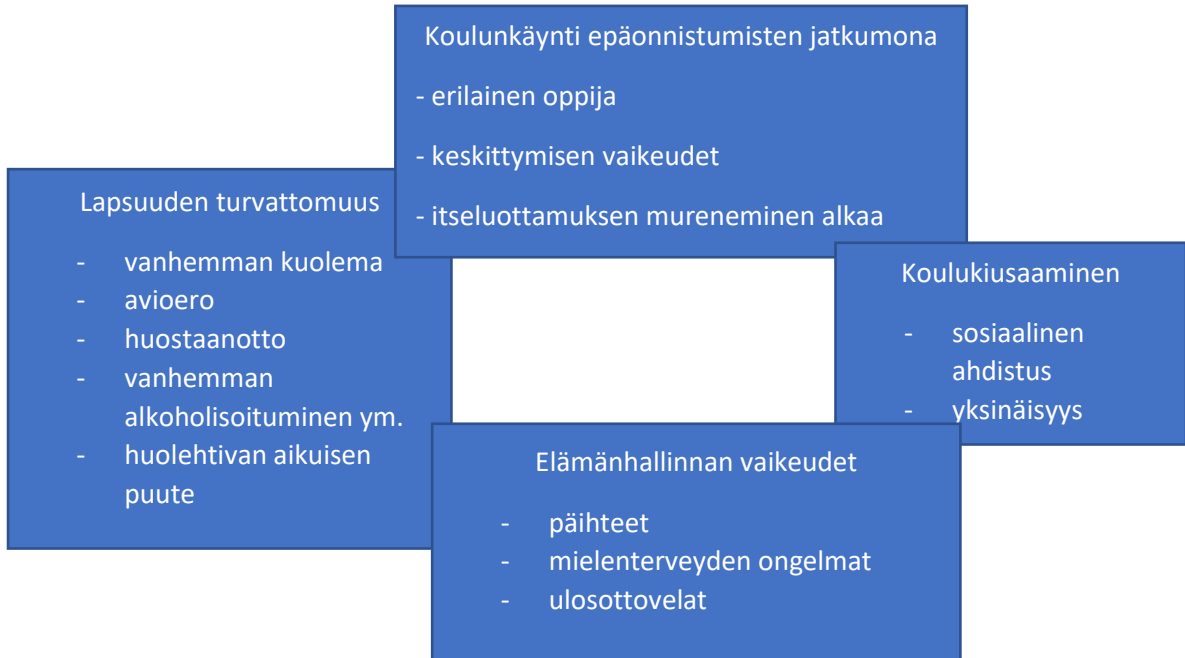 Koulunkäynti epäonnistumisten jatkumona
- erilainen oppija
- keskittymisen vaikeudet
- itseluottamuksen mureneminen alkaa
Lapsuuden turvattomuus
- vanhemman kuolema
- avioero
- huostaanotto
- vanhemman
alkoholisoituminen ym.
- huolehtivan aikuisen
puute
Koulukiusaaminen
- sosiaalinen
ahdistus
- yksinäisyys
Elämänhallinnan vaikeudet
- päihteet
- mielenterveyden ongelmat
- ulosottovelat